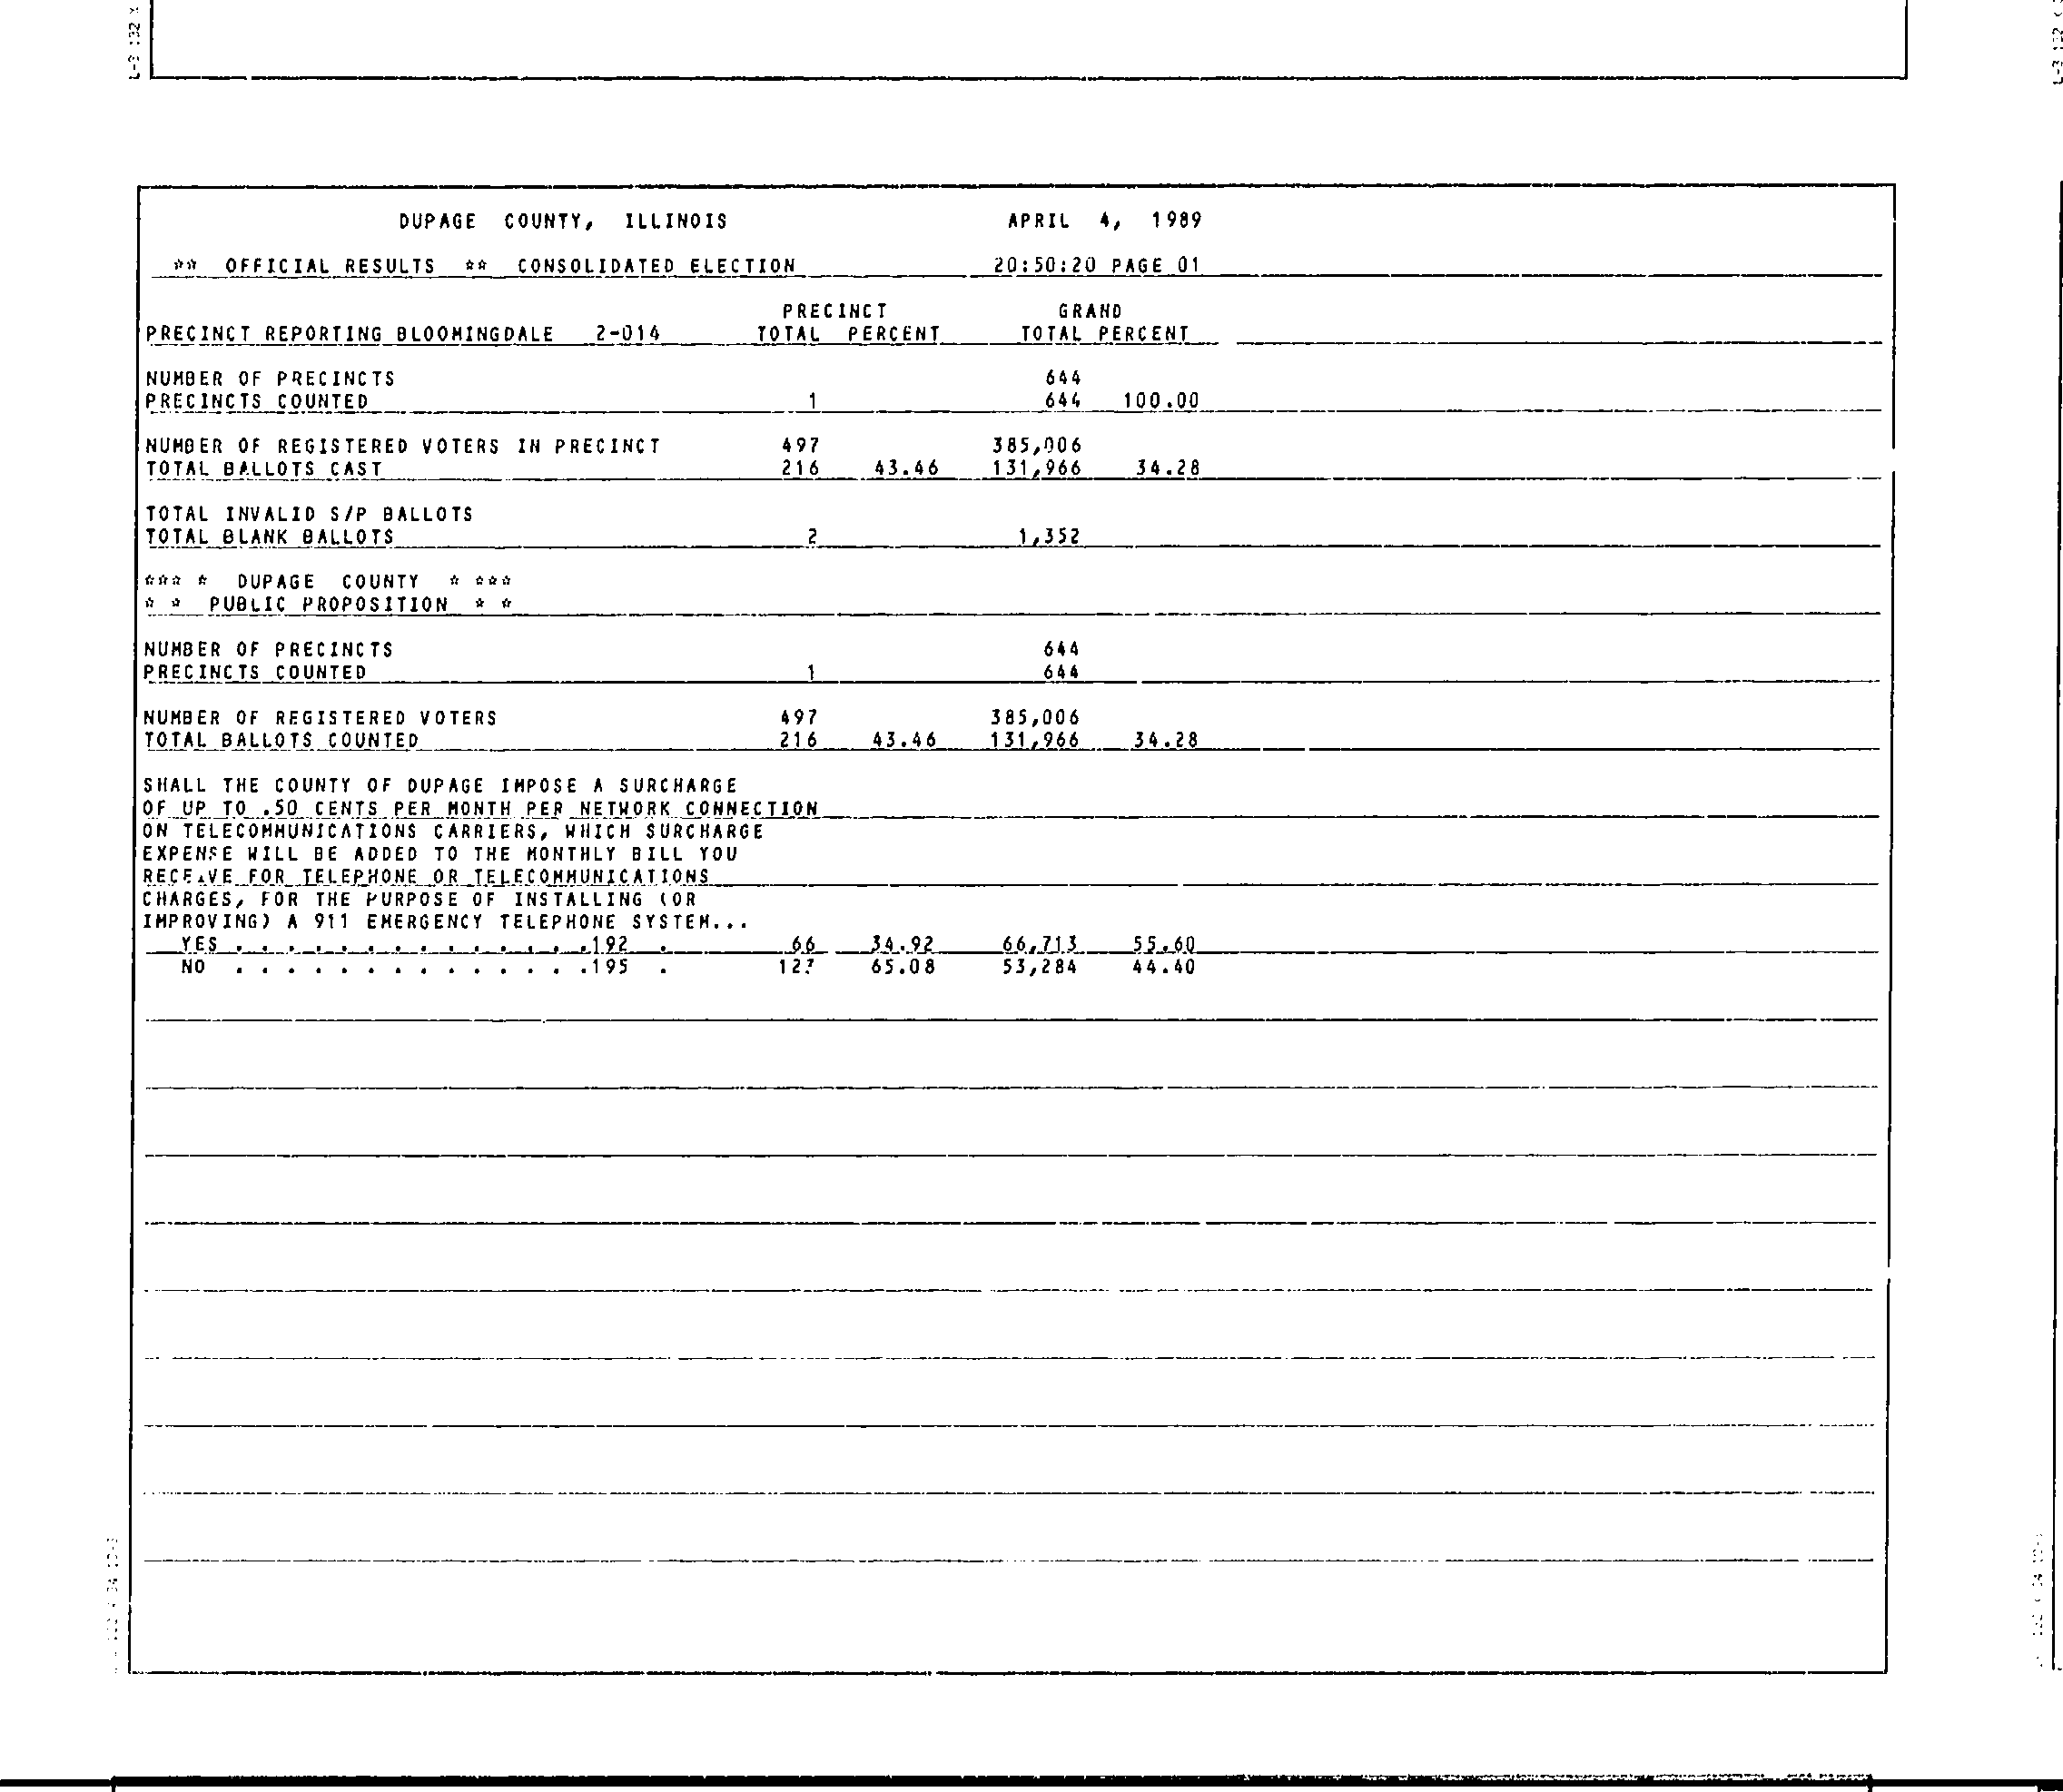 L-3 132 X
DUPAGE COUNTY, ILLINOIS APRIL 4, 1989
** OFFICIAL RESULTS ** CONSOLIDATED ELECTION 20:50:20 PAGE 01
PRECINCT GRAND
PRECINCT REPORTING BLOOMINGDALE 2-014 TOTAL PERCENT TOTAL PERCENT
NUMBER OF PRECINCTS 644
PRECINCTS COUNTED 1 644 100.00
NUMBER OF REGISTERED VOTERS IN PRECINCT 497 385,006
TOTAL BALLOTS CAST 216 43.46 131,966 34.28
TOTAL INVALID S/P BALLOTS
TOTAL BLANK BALLOTS 2 1,352
*** * DUPAGE COUNTY * ***
* * PUBLIC PROPOSITION * *
NUMBER OF PRECINCTS 644
PRECINCTS COUNTED 1 644
NUMBER OF REGISTERED VOTERS 497 385,006
TOTAL BALLOTS COUNTED 216 43.46 131,966 34.28
SHALL THE COUNTY OF DUPAGE IMPOSE A SURCHARGE
OF UP TO .50 CENTS PER MONTH PER NETWORK CONNECTION
ON TELECOMMUNICATIONS CARRIERS, WHICH SURCHARGE
EXPENSE WILL BE ADDED TO THE MONTHLY BILL YOU
RECEIVE FOR TELEPHONE OR TELECOMMUNICATIONS
CHARGES, FOR THE PURPOSE OF INSTALLING (OR
IMPROVING) A 911 EMERGENCY TELEPHONE SYSTEM...
YES . . . . . . . . . . . . . . .192 . 66 34.92 66,713 55.60
NO . . . . . . . . . . . . . . .195 . 65.08 53,284 44.40